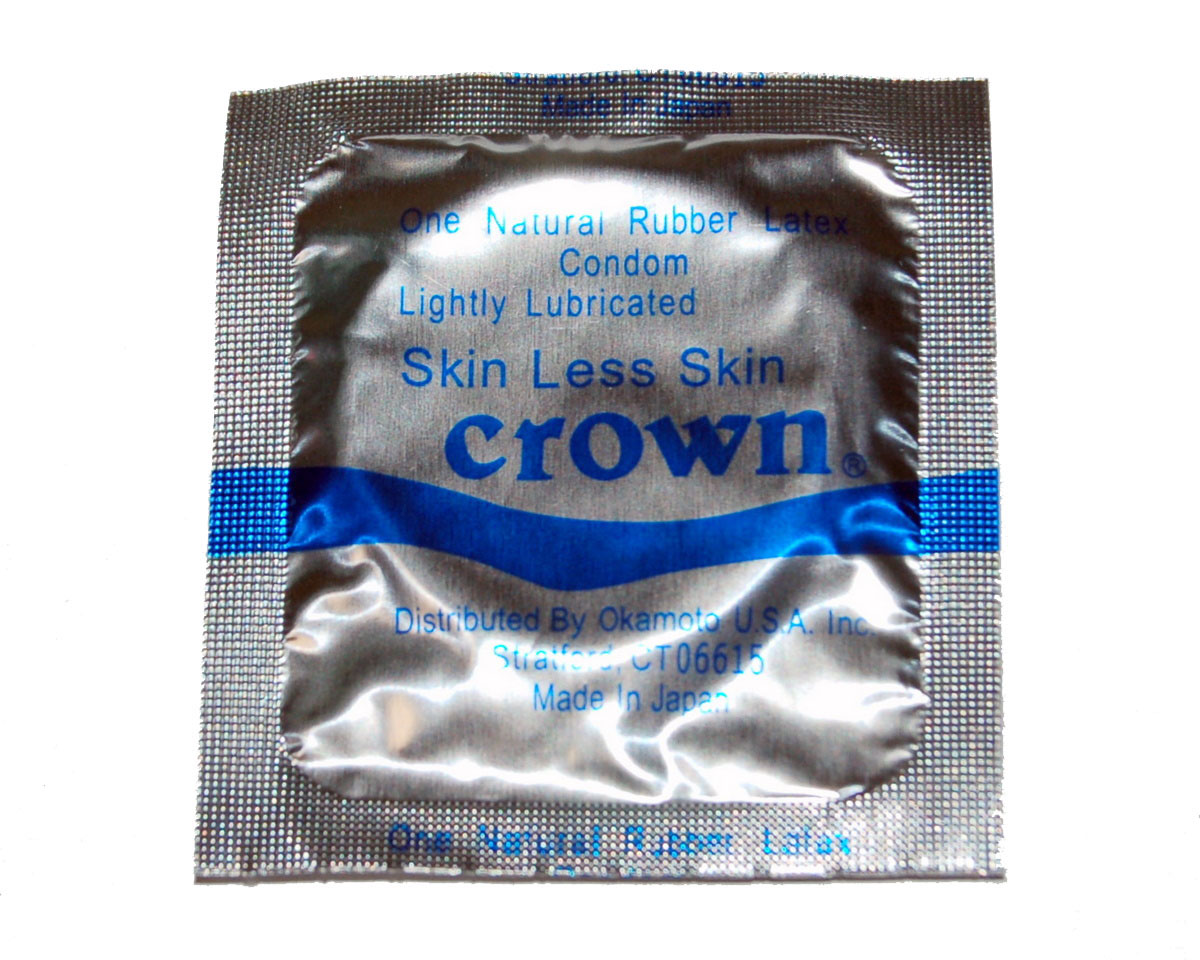 Made In Japan
One Natural Rubber Latex
Condom
Lightly Lubricated
Skin Less Skin
crown®
Distributed By Okamoto U.S.A. Inc.
Stratford, CT06615
Made In Japan
One Natural Rubber Latex